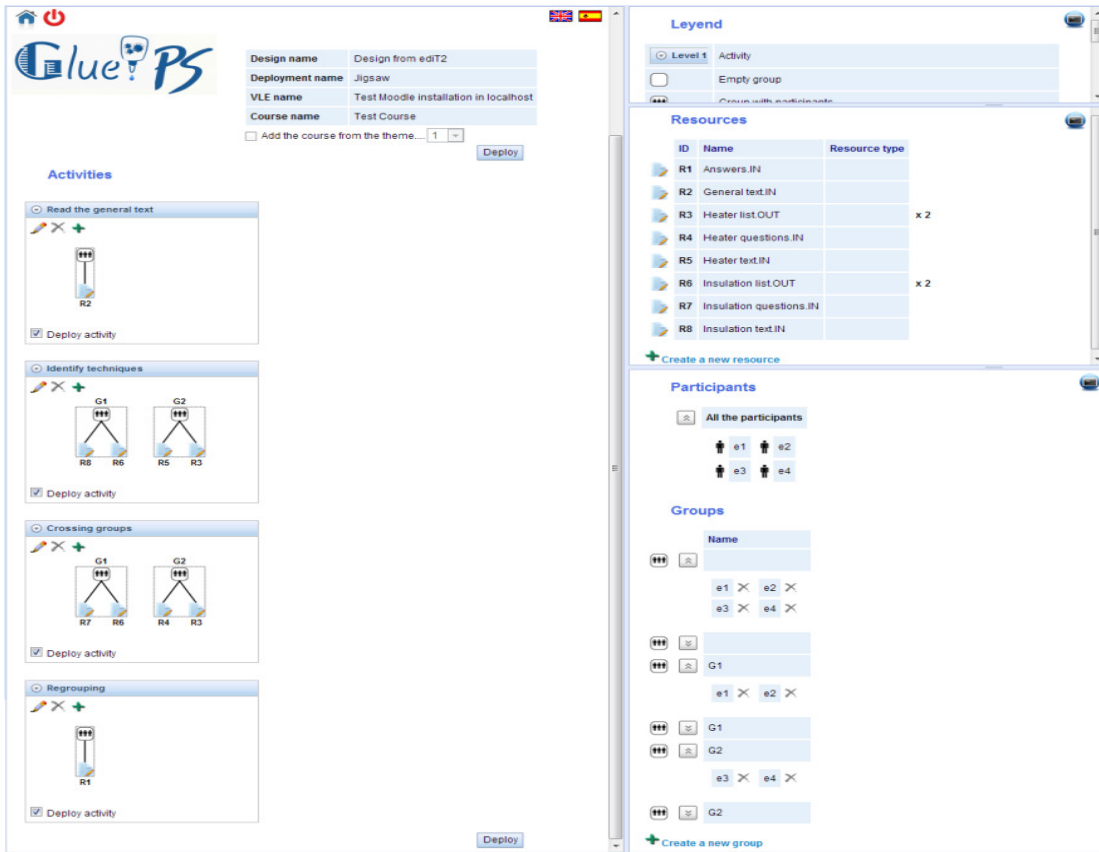 Glue!PS
Design name Design from ediT2
Deployment name Jigsaw
VLE name Test Moodle installation in localhost
Course name Test Course
Add the course from the theme.... 1
Deploy
Activities
Read the general text
R2
Deploy activity
Identify techniques
G1 G2
R8 R6 R5 R3
Deploy activity
Crossing groups
G1 G2
R7 R6 R4 R3
Deploy activity
Regrouping
R1
Deploy activity
Deploy
Leyend
Level 1 Activity
Empty group
Group with participants
Resources
ID Name Resource type
R1 Answers.IN
R2 General text.IN
R3 Heater list.OUT x 2
R4 Heater questions.IN
R5 Heater text.IN
R6 Insulation list.OUT x 2
R7 Insulation questions.IN
R8 Insulation text.IN
Create a new resource
Participants
All the participants
e1 e2
e3 e4
Groups
Name
e1 e2
e3 e4
G1
e1 e2
G1
G2
e3 e4
G2
Create a new group